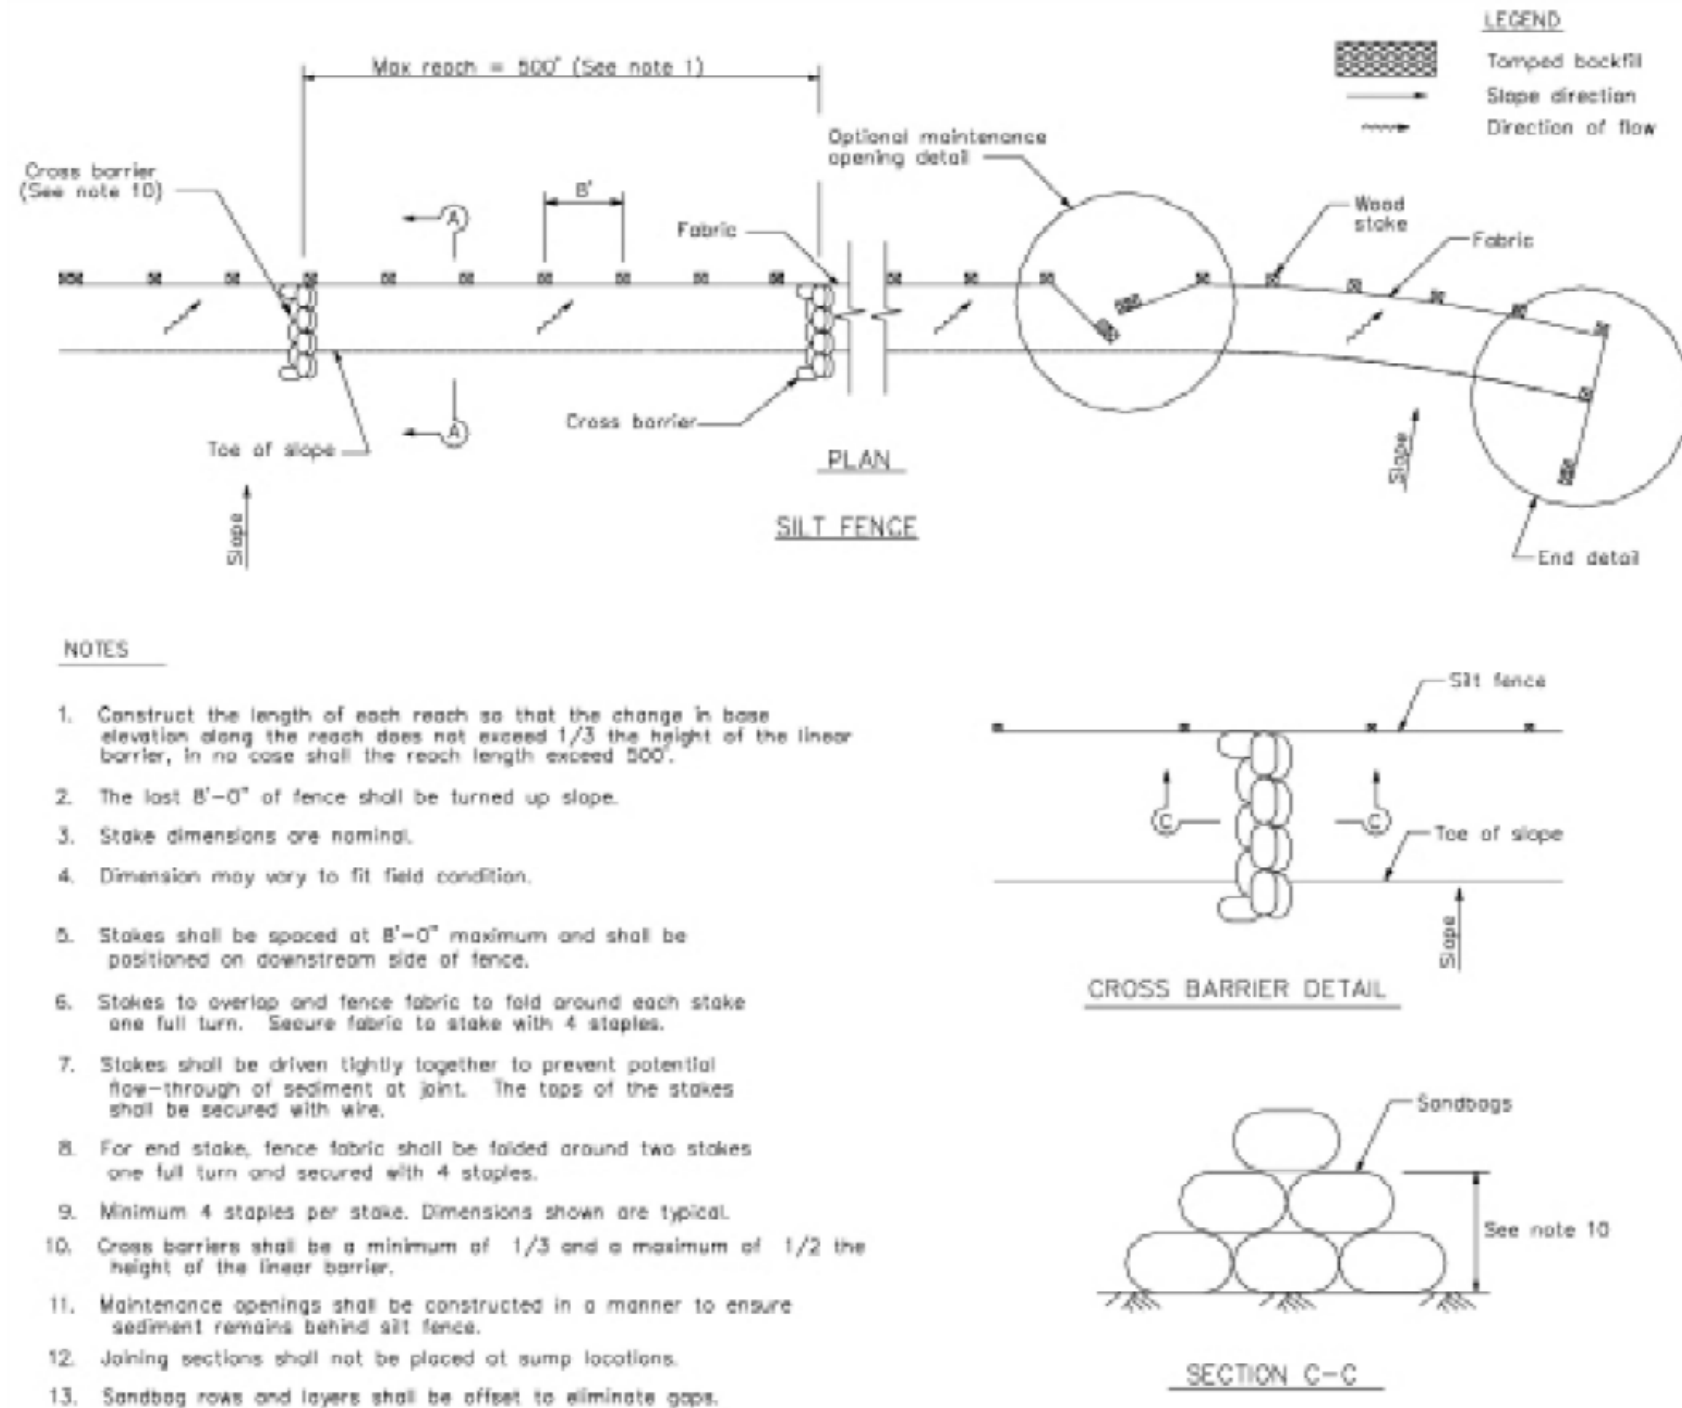 LEGEND
Tamped backfill
Slope direction
Direction of flow
Max reach = 500' (See note 1)
Optional maintenance
opening detail
Cross barrier
(See note 10)
8'
A
Fabric
Wood
stake
Fabric
Cross barrier
A
Toe of slope
PLAN
Slope
Slope
SILT FENCE
End detail
NOTES
1. Construct the length of each reach so that the change in base
elevation along the reach does not exceed 1/3 the height of the linear
barrier, in no case shall the reach length exceed 500'.
2. The last 8'-0" of fence shall be turned up slope.
3. Stake dimensions are nominal.
4. Dimension may vary to fit field condition.
5. Stakes shall be spaced at 8'-0" maximum and shall be
positioned on downstream side of fence.
6. Stakes to overlap and fence fabric to fold around each stake
one full turn. Secure fabric to stake with 4 staples.
7. Stakes shall be driven tightly together to prevent potential
flow-through of sediment at joint. The tops of the stakes
shall be secured with wire.
8. For end stake, fence fabric shall be folded around two stakes
one full turn and secured with 4 staples.
9. Minimum 4 staples per stake. Dimensions shown are typical.
10. Cross barriers shall be a minimum of 1/3 and a maximum of 1/2 the
height of the linear barrier.
11. Maintenance openings shall be constructed in a manner to ensure
sediment remains behind silt fence.
12. Joining sections shall not be placed at sump locations.
13. Sandbag rows and layers shall be offset to eliminate gaps.
Silt fence
C
C
Toe of slope
Slope
CROSS BARRIER DETAIL
Sandbags
See note 10
SECTION C-C